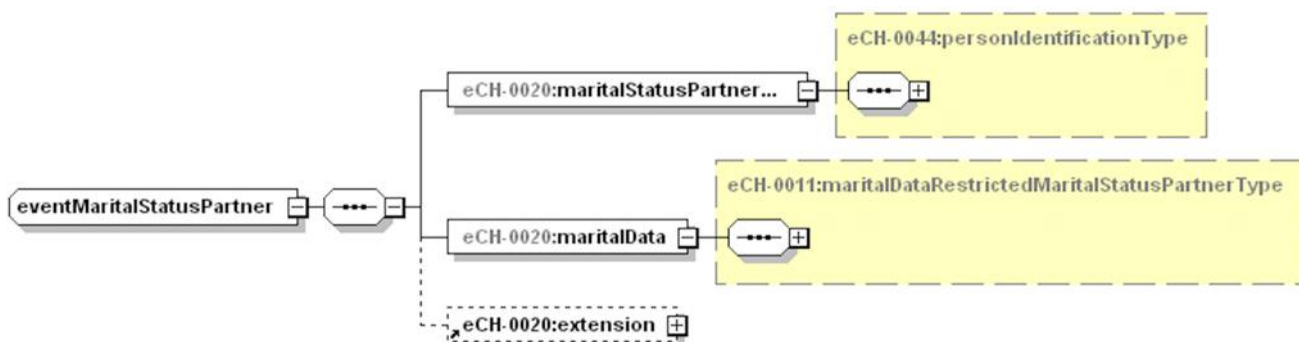 eCH-0044:personIdentificationType
eCH-0020:maritalStatusPartner...
eventMaritalStatusPartner
eCH-0011:maritalDataRestrictedMaritalStatusPartnerType
eCH-0020:maritalData
eCH-0020:extension